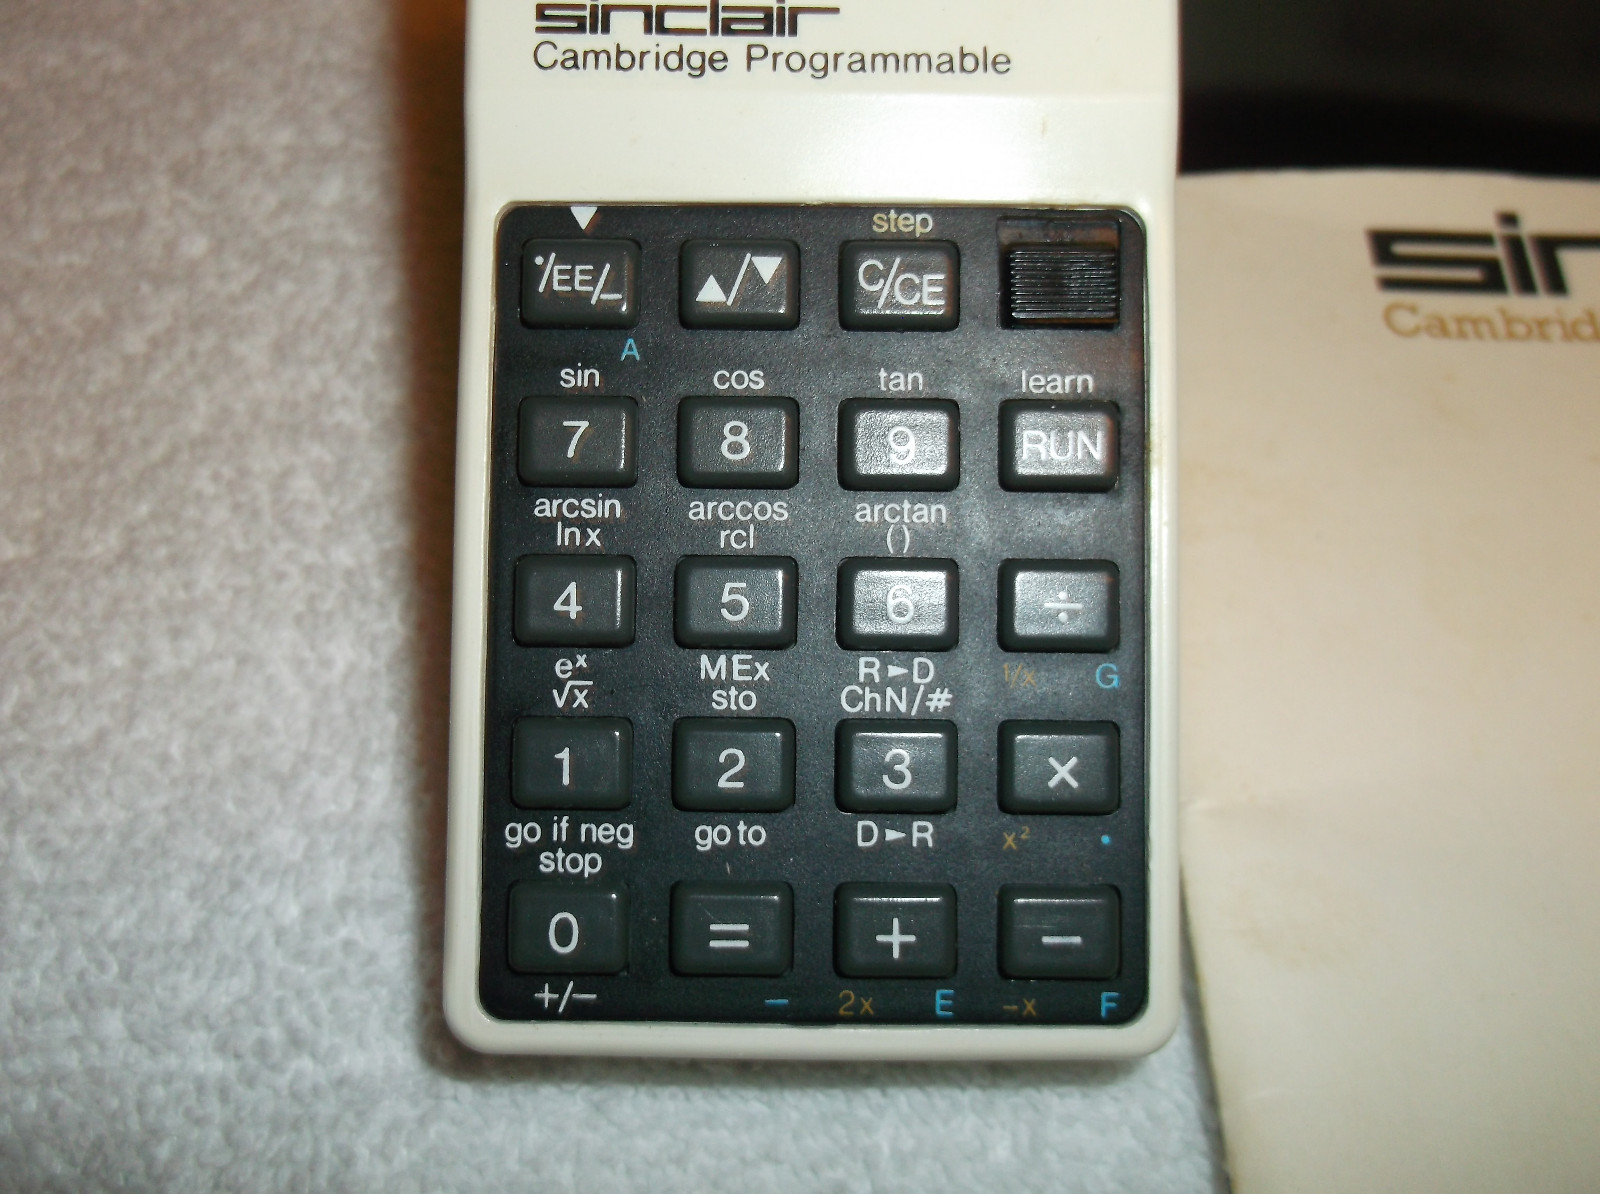 sinclair
Cambridge Programmable
▼
step
·/EE/_
▲/▼
C/CE
A
sin
cos
tan
learn
7
8
9
RUN
arcsin
arccos
arctan
ln x
rcl
( )
4
5
6
÷
eˣ
MEx
R►D
1/x
G
√x
sto
ChN/#
1
2
3
×
go if neg
go to
D►R
x²
·
stop
0
=
+
−
+/−
−
2x
E
−x
F